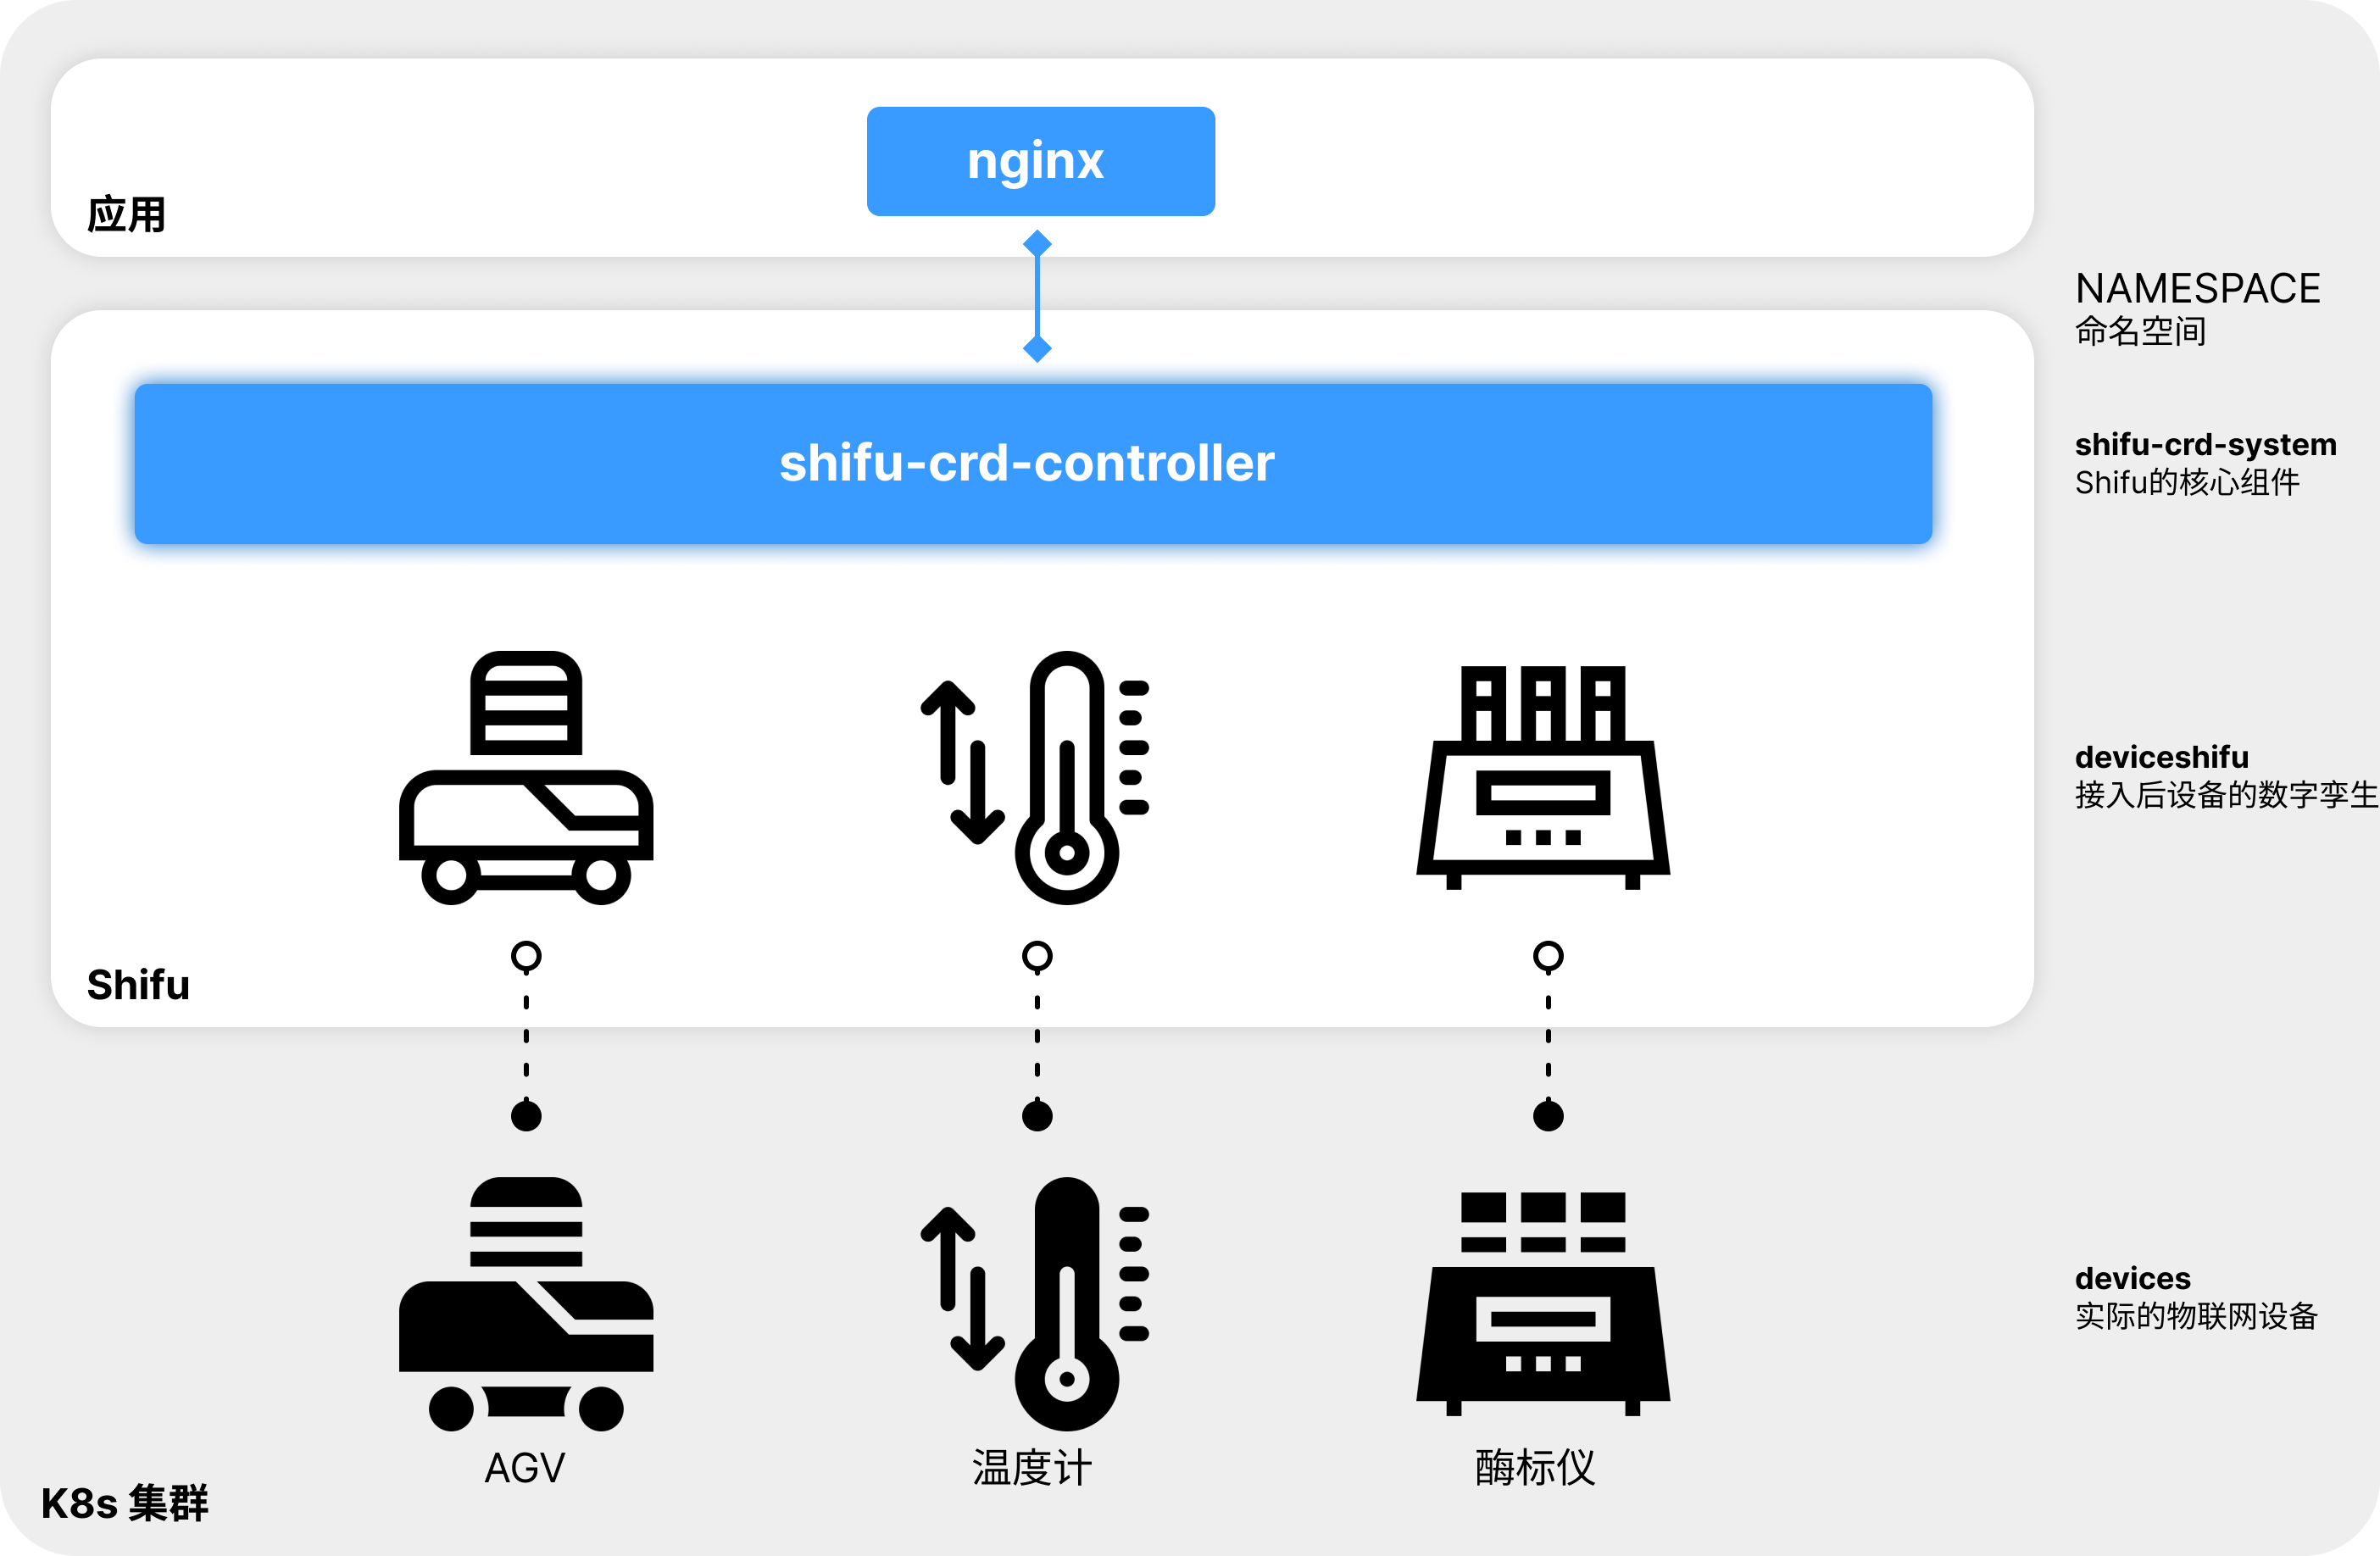 nginx
应用
NAMESPACE
命名空间
shifu-crd-controller
shifu-crd-system
Shifu的核心组件
deviceshifu
接入后设备的数字孪生
Shifu
devices
实际的物联网设备
AGV
温度计
酶标仪
K8s 集群